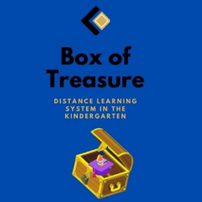 Box of
Treasure
DISTANCE LEARNING
SYSTEM IN THE
KINDERGARTEN